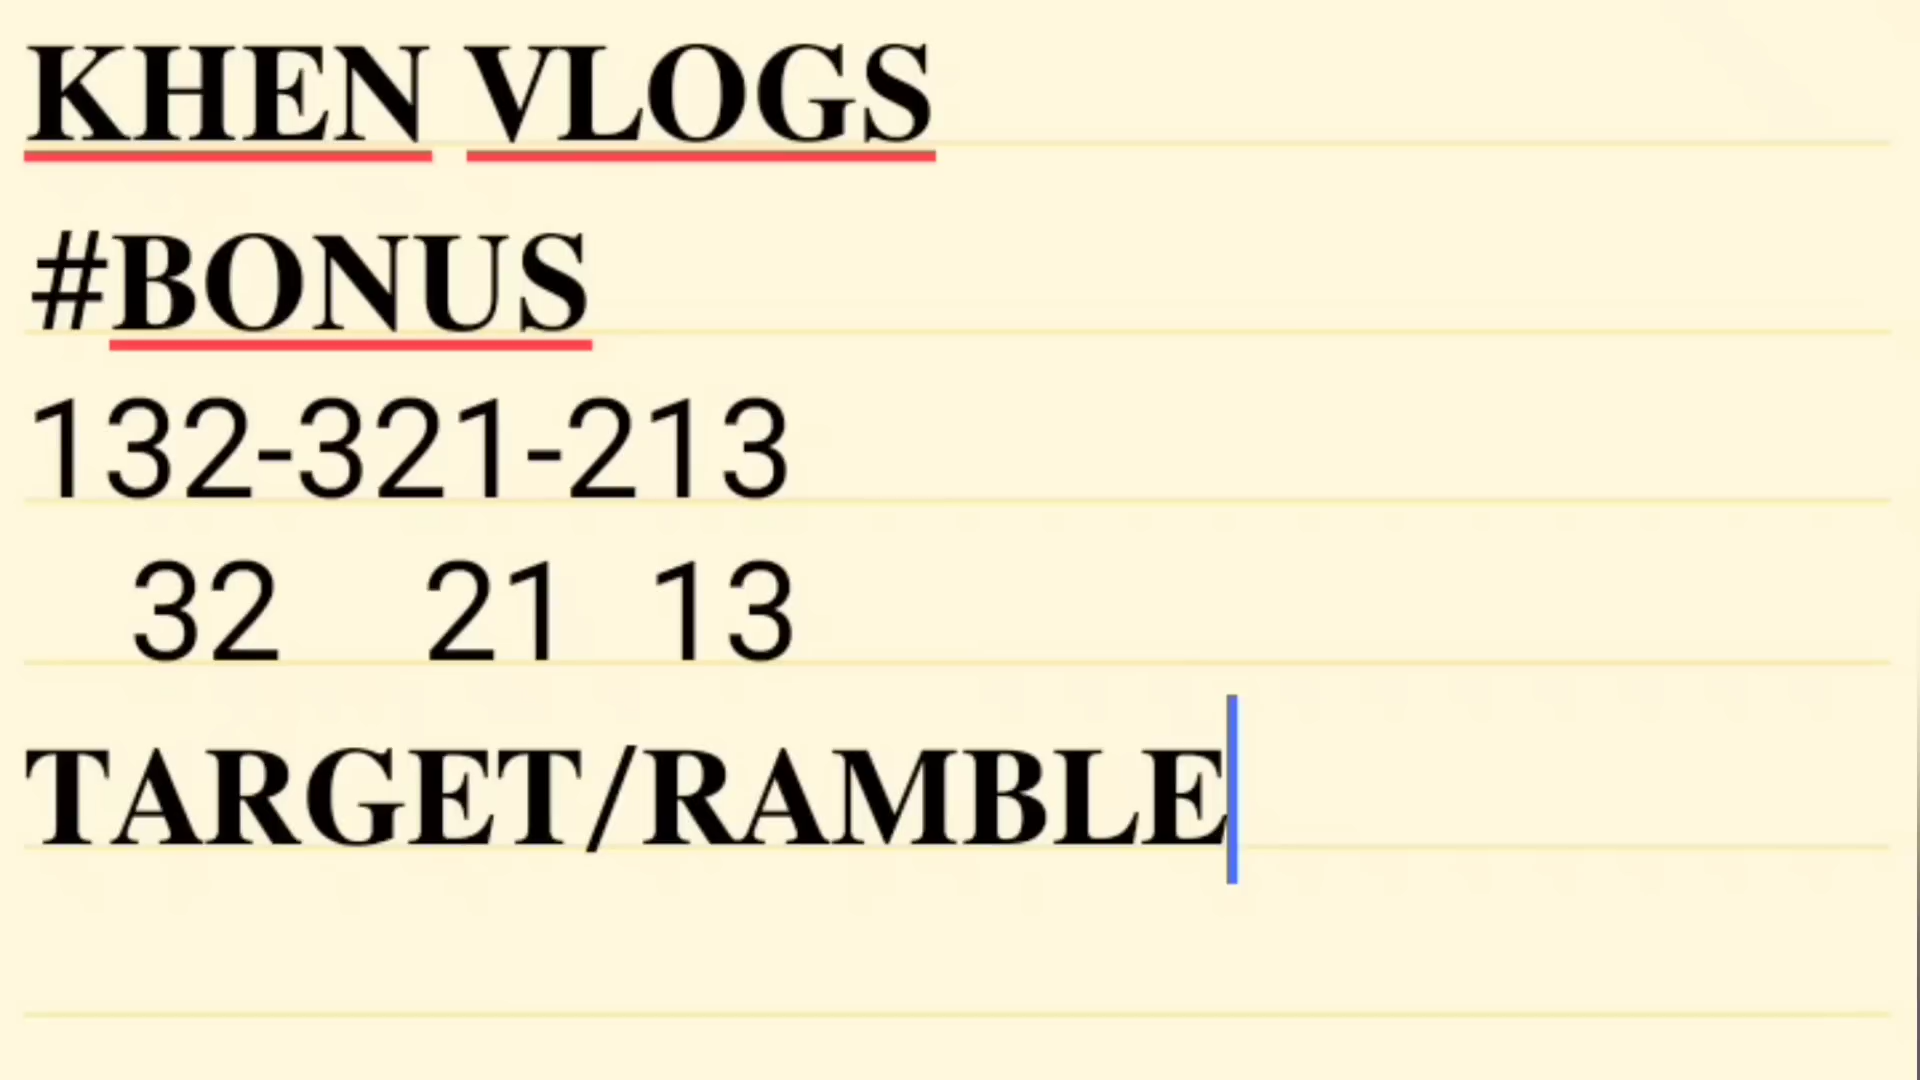 KHEN VLOGS
#BONUS
132-321-213
32 21 13
TARGET/RAMBLE